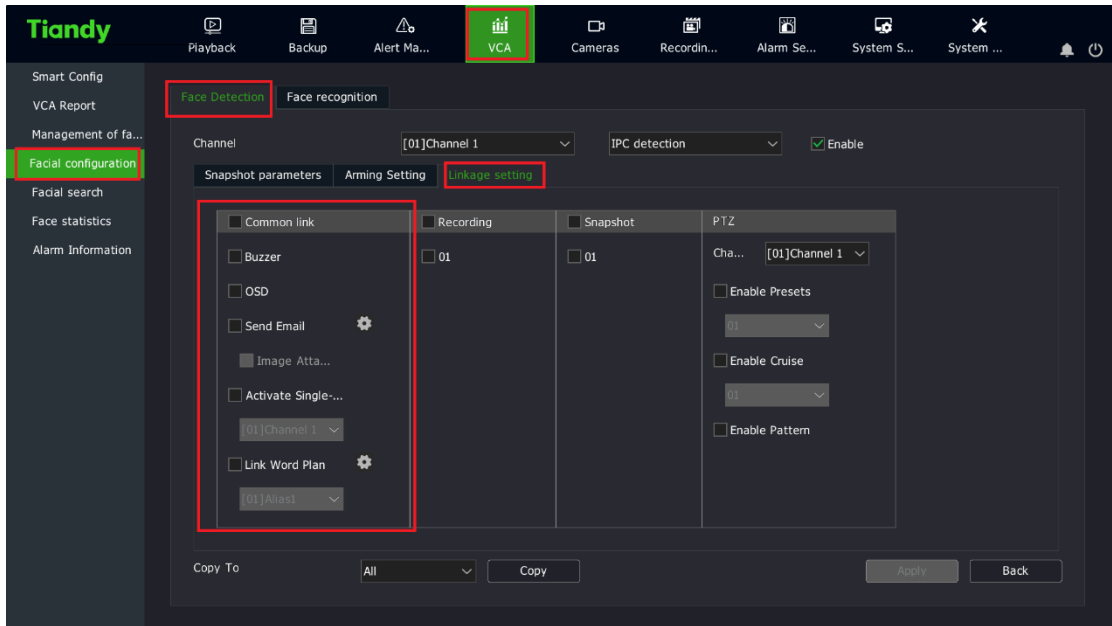 Tiandy
Playback Backup Alert Ma... VCA Cameras Recordin... Alarm Se... System S... System ...
Smart Config
VCA Report
Management of fa...
Facial configuration
Facial search
Face statistics
Alarm Information
Face Detection Face recognition
Channel [01]Channel 1 IPC detection Enable
Snapshot parameters Arming Setting Linkage setting
Common link Recording Snapshot PTZ
Buzzer 01 01 Cha... [01]Channel 1
OSD Enable Presets
Send Email 01
Image Atta... Enable Cruise
Activate Single-... 01
[01]Channel 1 Enable Pattern
Link Word Plan
[01]Alias1
Copy To All Copy Apply Back